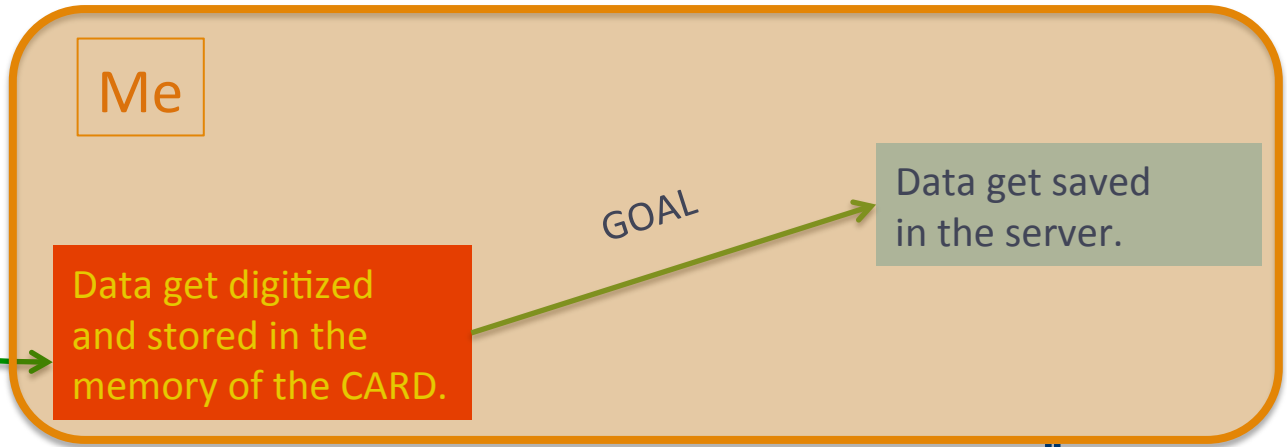 Me
GOAL
Data get saved
in the server.
Data get digitized
and stored in the
memory of the CARD.